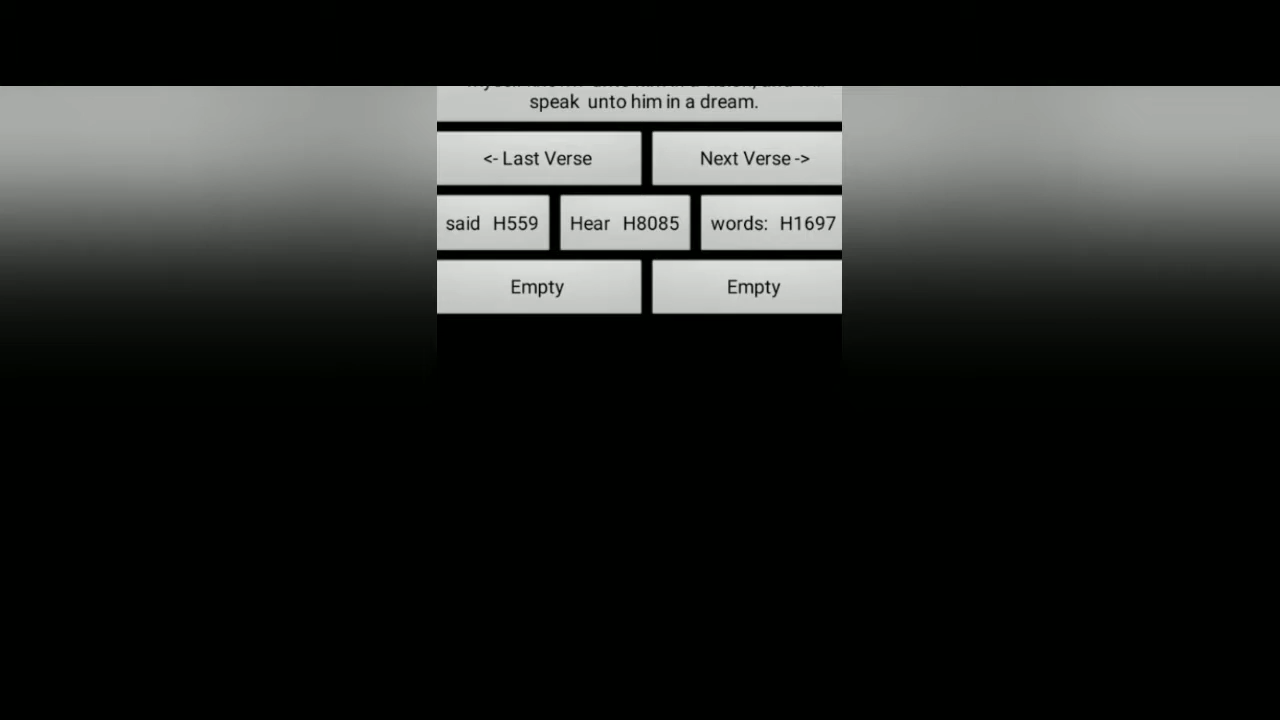 speak unto him in a dream.
<- Last Verse Next Verse ->
said H559 Hear H8085 words: H1697
Empty Empty